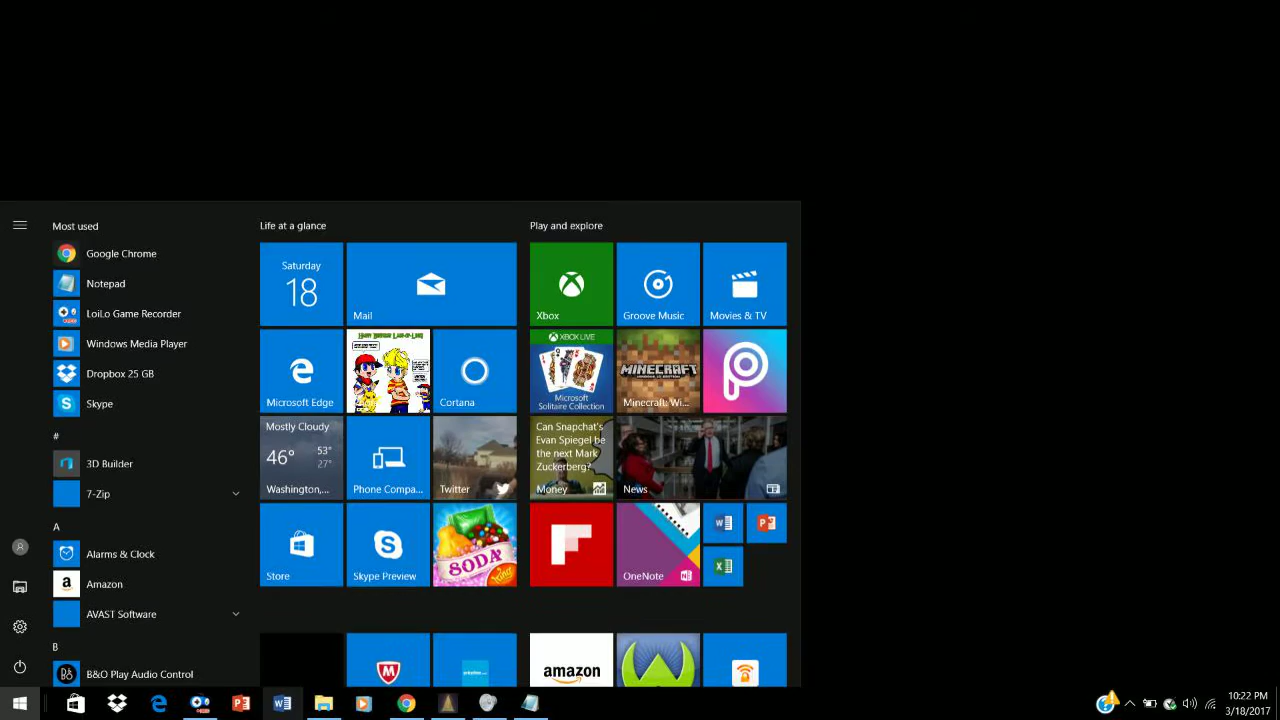 Most used
Google Chrome
Notepad
LoiLo Game Recorder
Windows Media Player
Dropbox 25 GB
Skype
#
3D Builder
7-Zip
A
Alarms & Clock
Amazon
AVAST Software
B
B&O Play Audio Control
Life at a glance
Saturday
18
Mail
Microsoft Edge
Cortana
Mostly Cloudy
46°
53°
27°
Washington,...
Phone Compa...
Twitter
Store
Skype Preview
SODA
King
Play and explore
Xbox
Groove Music
Movies & TV
XBOX LIVE
Microsoft
Solitaire Collection
MINECRAFT
Minecraft: Wi...
Can Snapchat's
Evan Spiegel be
the next Mark
Zuckerberg?
Money
News
OneNote
amazon
10:22 PM
3/18/2017